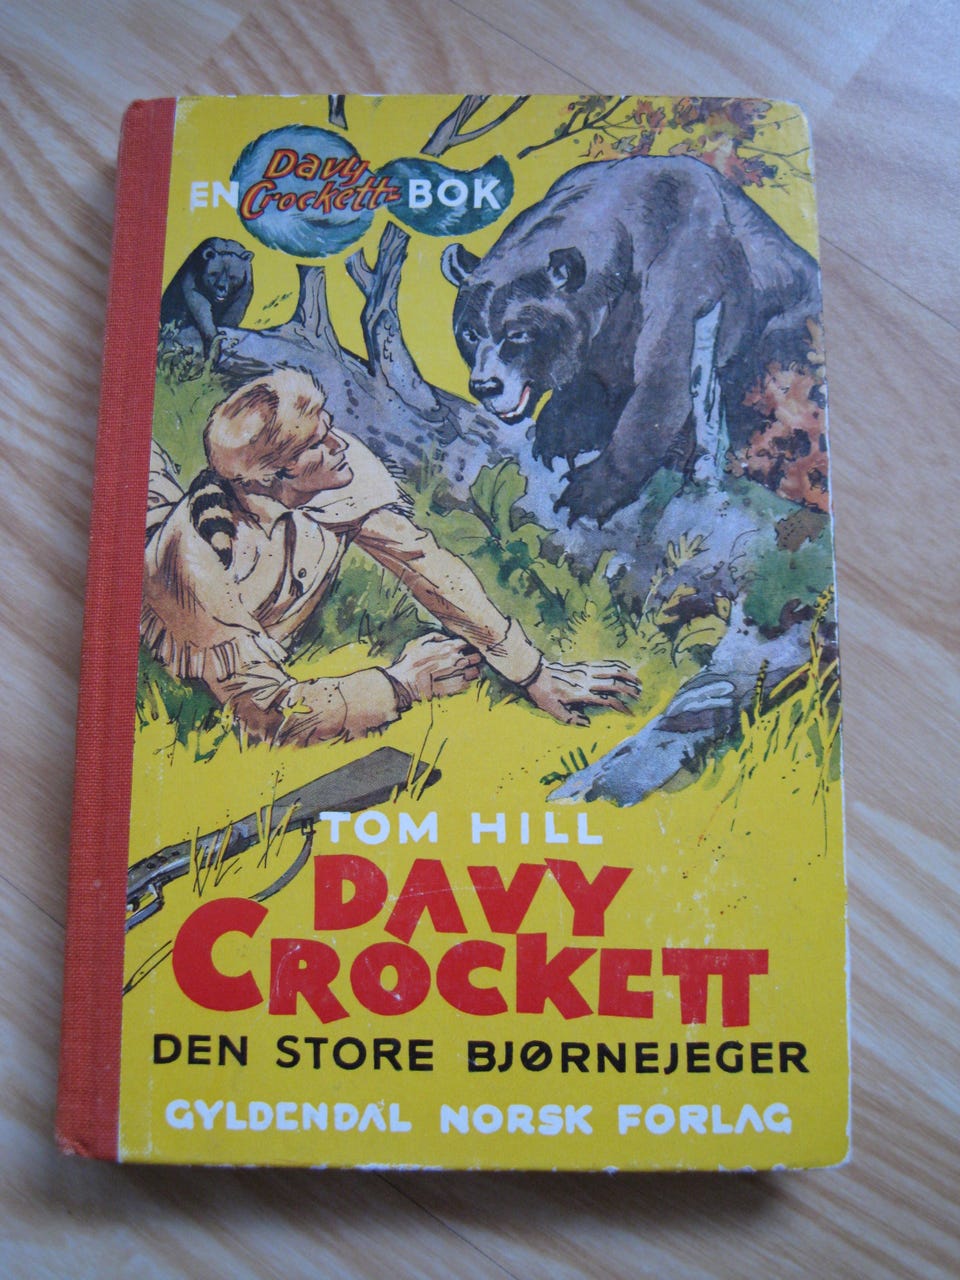 EN Davy Crockett- BOK
TOM HILL
DAVY
CROCKETT
DEN STORE BJØRNEJEGER
GYLDENDAL NORSK FORLAG